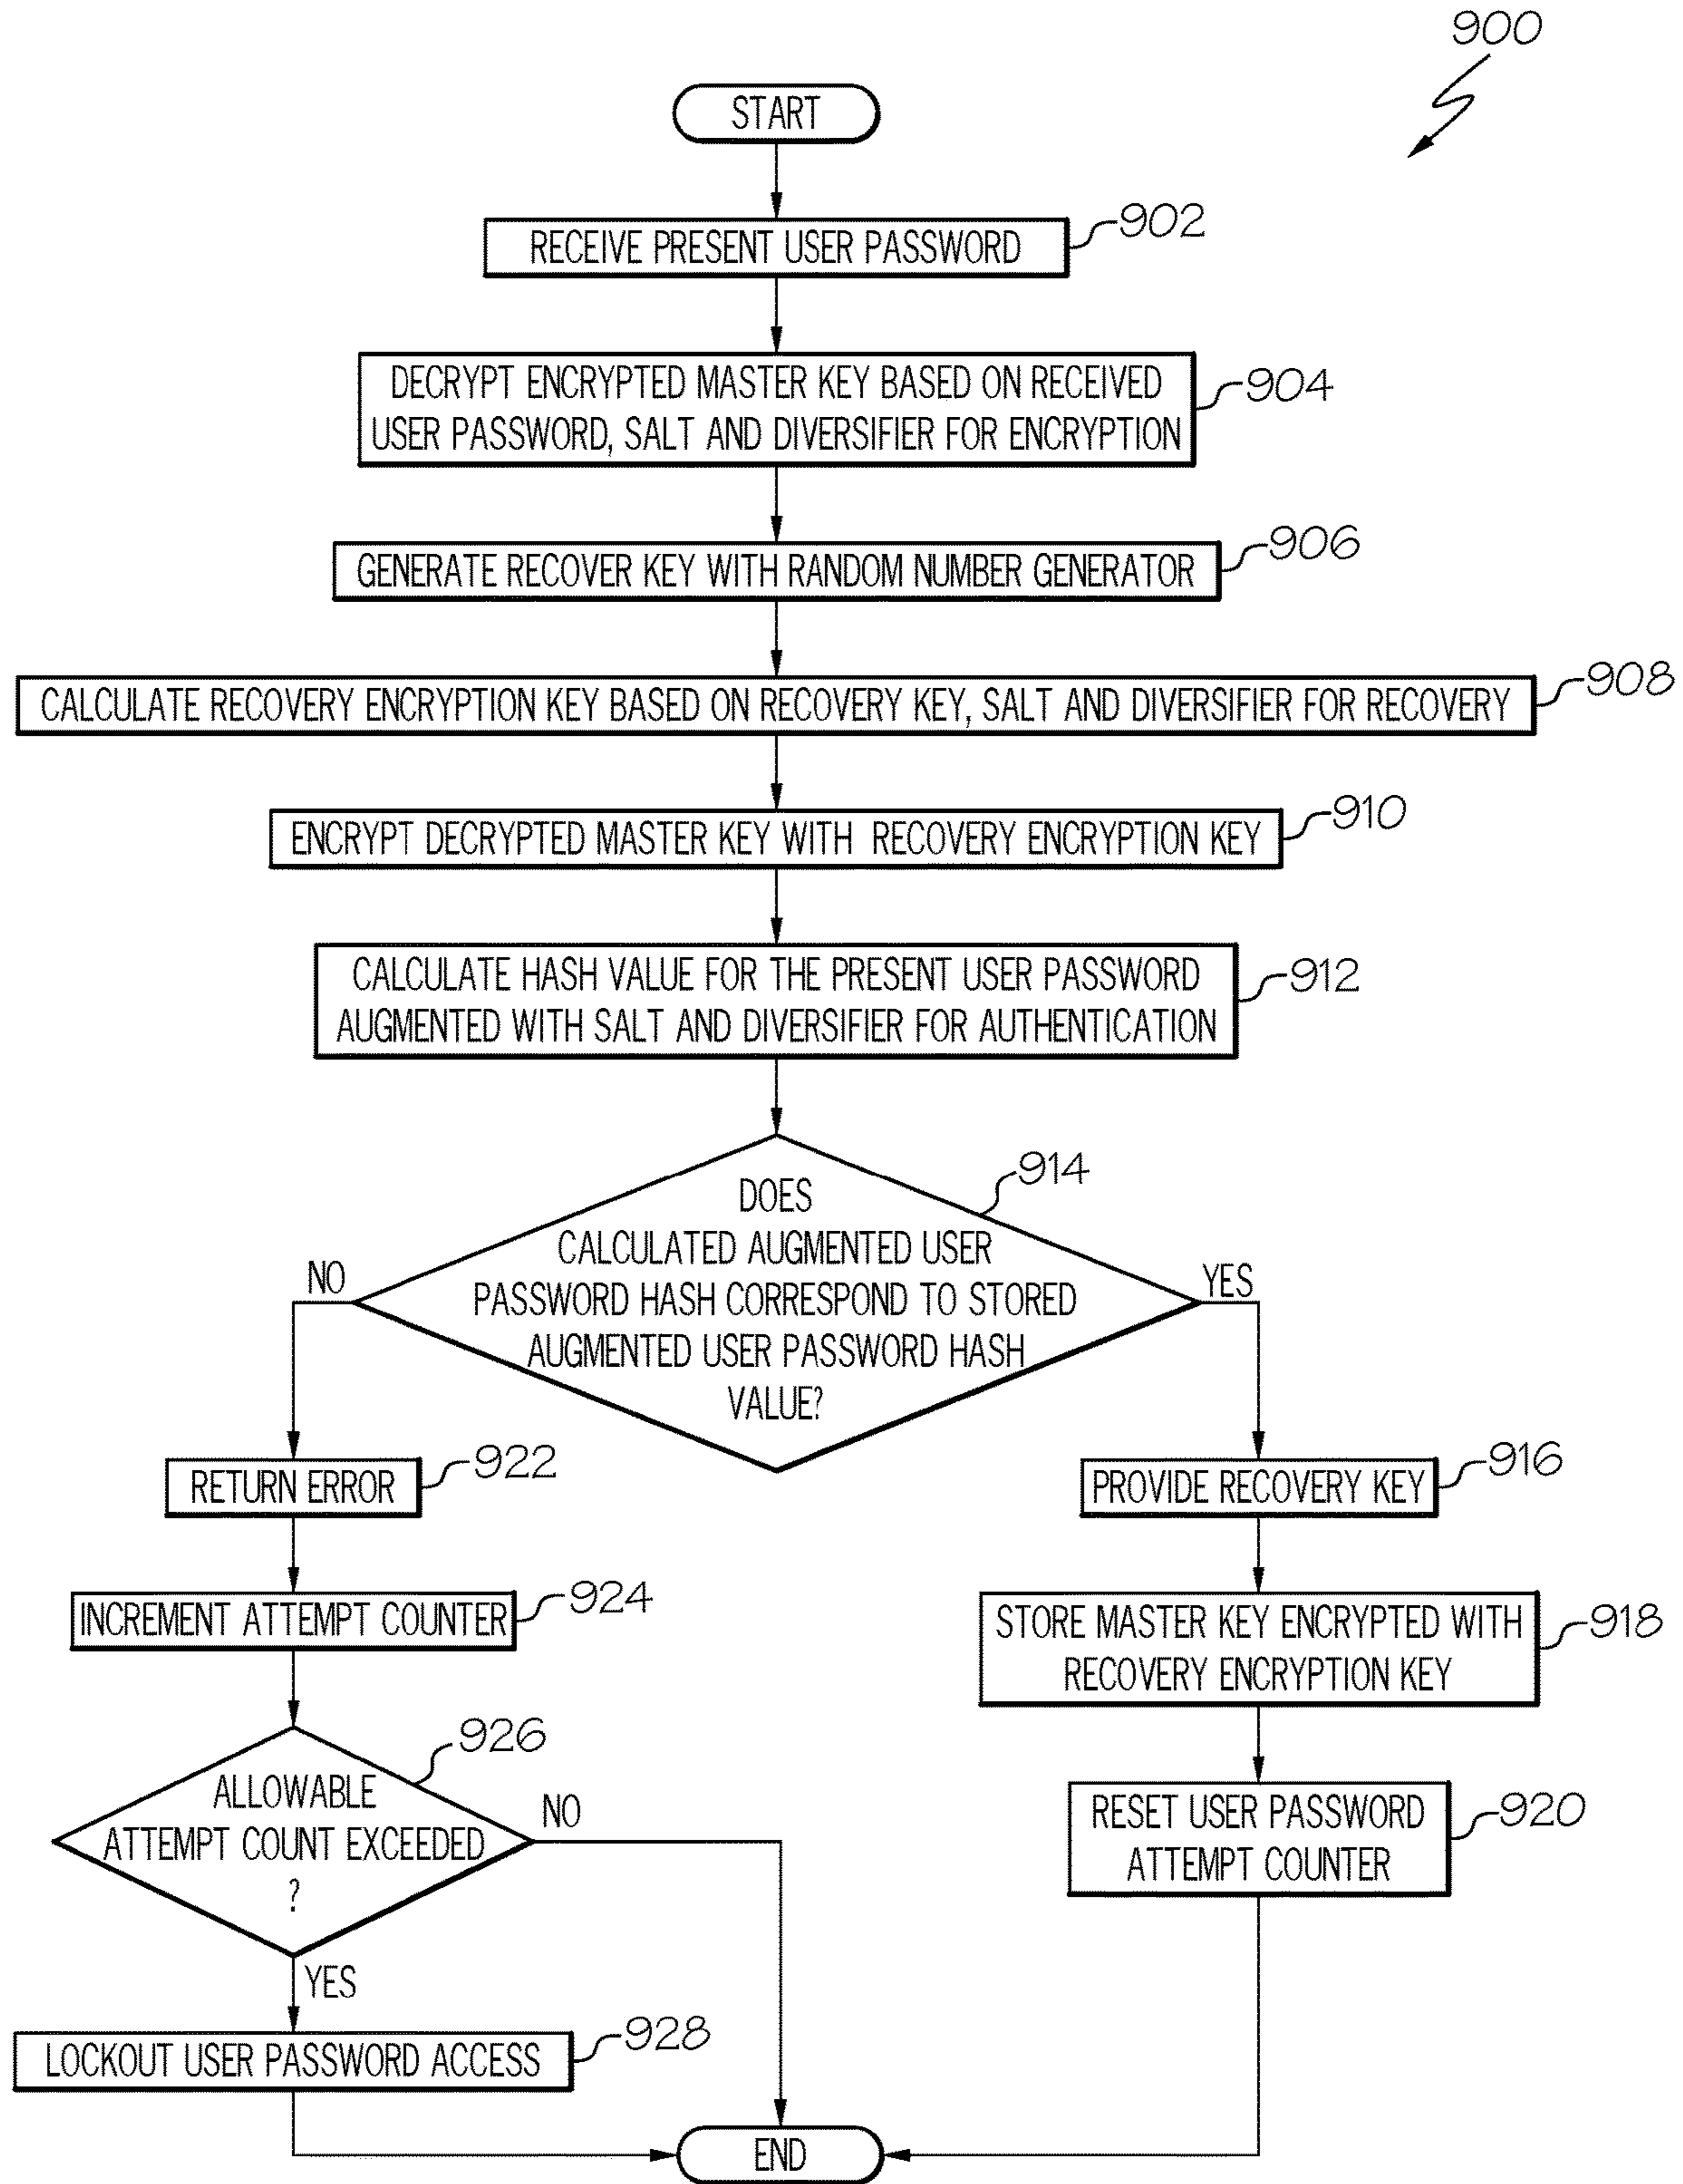 900
START
RECEIVE PRESENT USER PASSWORD
902
DECRYPT ENCRYPTED MASTER KEY BASED ON RECEIVED
USER PASSWORD, SALT AND DIVERSIFIER FOR ENCRYPTION
904
GENERATE RECOVER KEY WITH RANDOM NUMBER GENERATOR
906
CALCULATE RECOVERY ENCRYPTION KEY BASED ON RECOVERY KEY, SALT AND DIVERSIFIER FOR RECOVERY
908
ENCRYPT DECRYPTED MASTER KEY WITH RECOVERY ENCRYPTION KEY
910
CALCULATE HASH VALUE FOR THE PRESENT USER PASSWORD
AUGMENTED WITH SALT AND DIVERSIFIER FOR AUTHENTICATION
912
DOES
CALCULATED AUGMENTED USER
PASSWORD HASH CORRESPOND TO STORED
AUGMENTED USER PASSWORD HASH
VALUE?
914
NO
YES
RETURN ERROR
922
INCREMENT ATTEMPT COUNTER
924
ALLOWABLE
ATTEMPT COUNT EXCEEDED
?
926
NO
YES
LOCKOUT USER PASSWORD ACCESS
928
PROVIDE RECOVERY KEY
916
STORE MASTER KEY ENCRYPTED WITH
RECOVERY ENCRYPTION KEY
918
RESET USER PASSWORD
ATTEMPT COUNTER
920
END